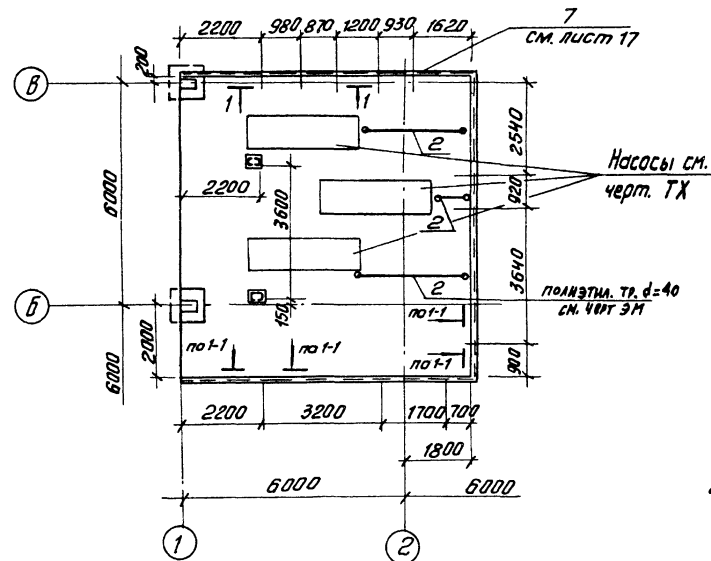 2200 980 870 1200 930 1620
7
см. лист 17
В
200
1 1
2
2540
Насосы см.
черт. ТХ
2200
3600
920
2
6000
3640
2
полиэтил. тр. d=40
см. черт ЭМ
Б
150
по 1-1
2000
по 1-1 по 1-1
по 1-1
900
6000
2200 3200 1700 700
1800
6000 6000
1 2